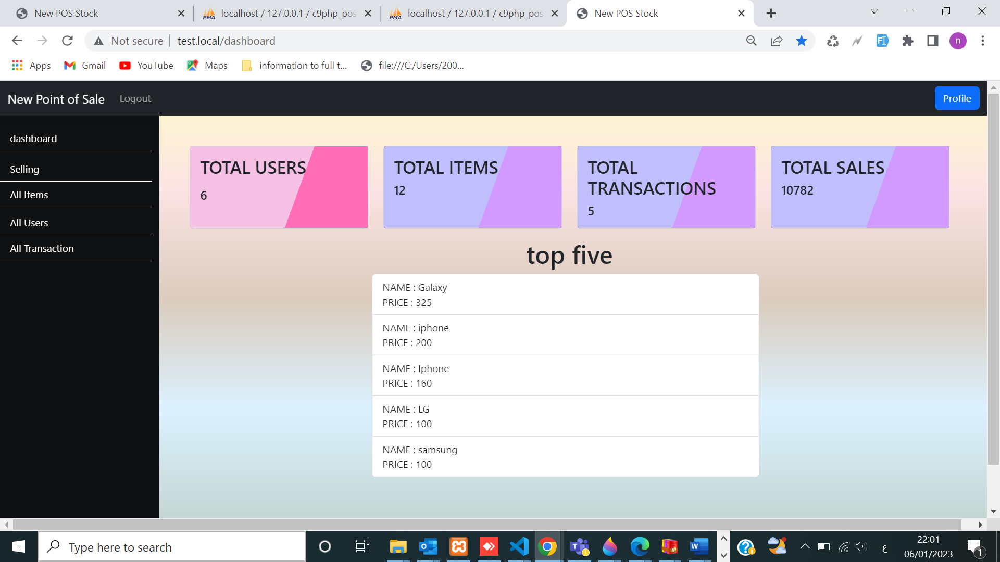 New POS Stock
localhost / 127.0.0.1 / c9php_pos
localhost / 127.0.0.1 / c9php_pos
New POS Stock
Not secure
test.local/dashboard
n
Apps
Gmail
YouTube
Maps
information to full t...
file:///C:/Users/200...
New Point of Sale
Logout
Profile
dashboard
Selling
All Items
All Users
All Transaction
TOTAL USERS
6
TOTAL ITEMS
12
TOTAL
TRANSACTIONS
5
TOTAL SALES
10782
top five
NAME : Galaxy
PRICE : 325
NAME : iphone
PRICE : 200
NAME : Iphone
PRICE : 160
NAME : LG
PRICE : 100
NAME : samsung
PRICE : 100
Type here to search
ع
22:01
06/01/2023
1